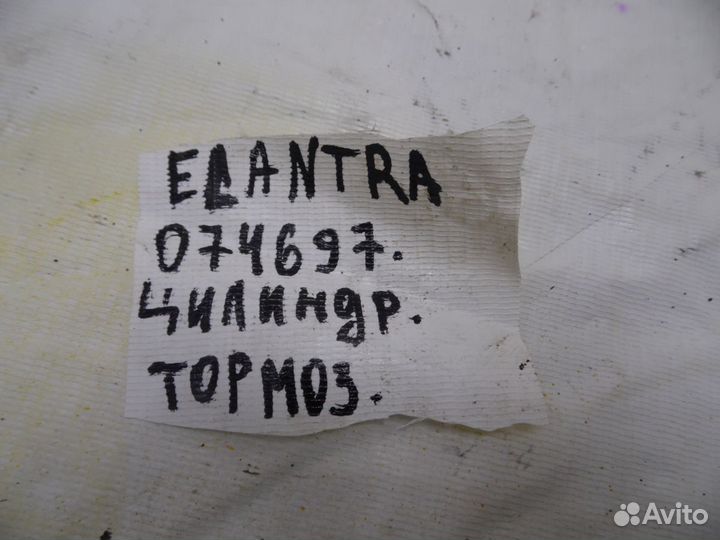 ELANTRA
074697.
ЦИЛИНДР.
ТОРМОЗ.
Avito